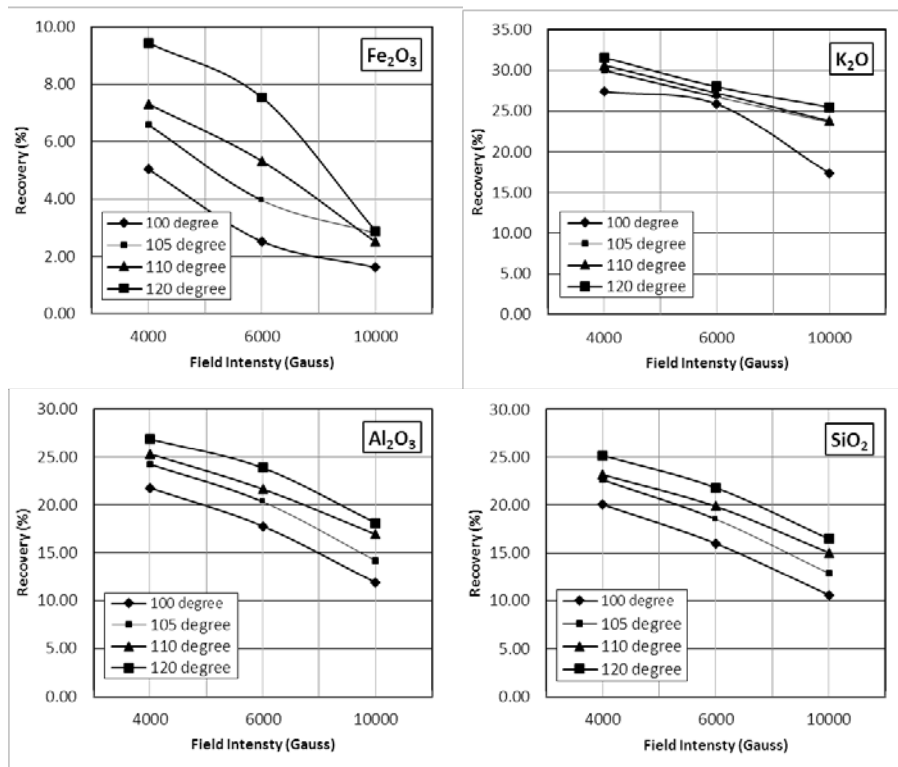 10.00
8.00
6.00
4.00
2.00
0.00
Recovery (%)
Fe₂O₃
100 degree
105 degree
110 degree
120 degree
4000 6000 10000
Field Intensty (Gauss)
35.00
30.00
25.00
20.00
15.00
10.00
5.00
0.00
Recovery (%)
K₂O
100 degree
105 degree
110 degree
120 degree
4000 6000 10000
Field Intensty (Gauss)
30.00
25.00
20.00
15.00
10.00
5.00
0.00
Recovery (%)
Al₂O₃
100 degree
105 degree
110 degree
120 degree
4000 6000 10000
Field Intensty (Gauss)
30.00
25.00
20.00
15.00
10.00
5.00
0.00
Recovery (%)
SiO₂
100 degree
105 degree
110 degree
120 degree
4000 6000 10000
Field Intensty (Gauss)